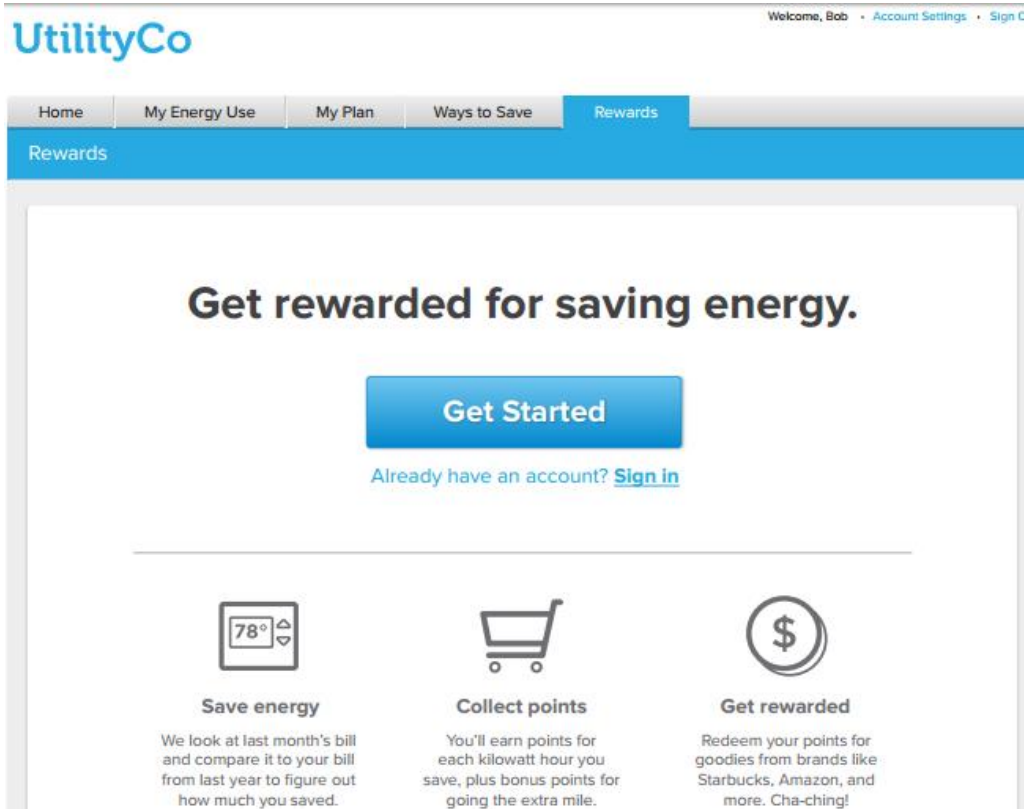 Welcome, Bob • Account Settings • Sign
UtilityCo
Home My Energy Use My Plan Ways to Save Rewards
Rewards
Get rewarded for saving energy.
Get Started
Already have an account? Sign in
78°
$
Save energy
We look at last month's bill
and compare it to your bill
from last year to figure out
how much you saved.
Collect points
You'll earn points for
each kilowatt hour you
save, plus bonus points for
going the extra mile.
Get rewarded
Redeem your points for
goodies from brands like
Starbucks, Amazon, and
more. Cha-ching!